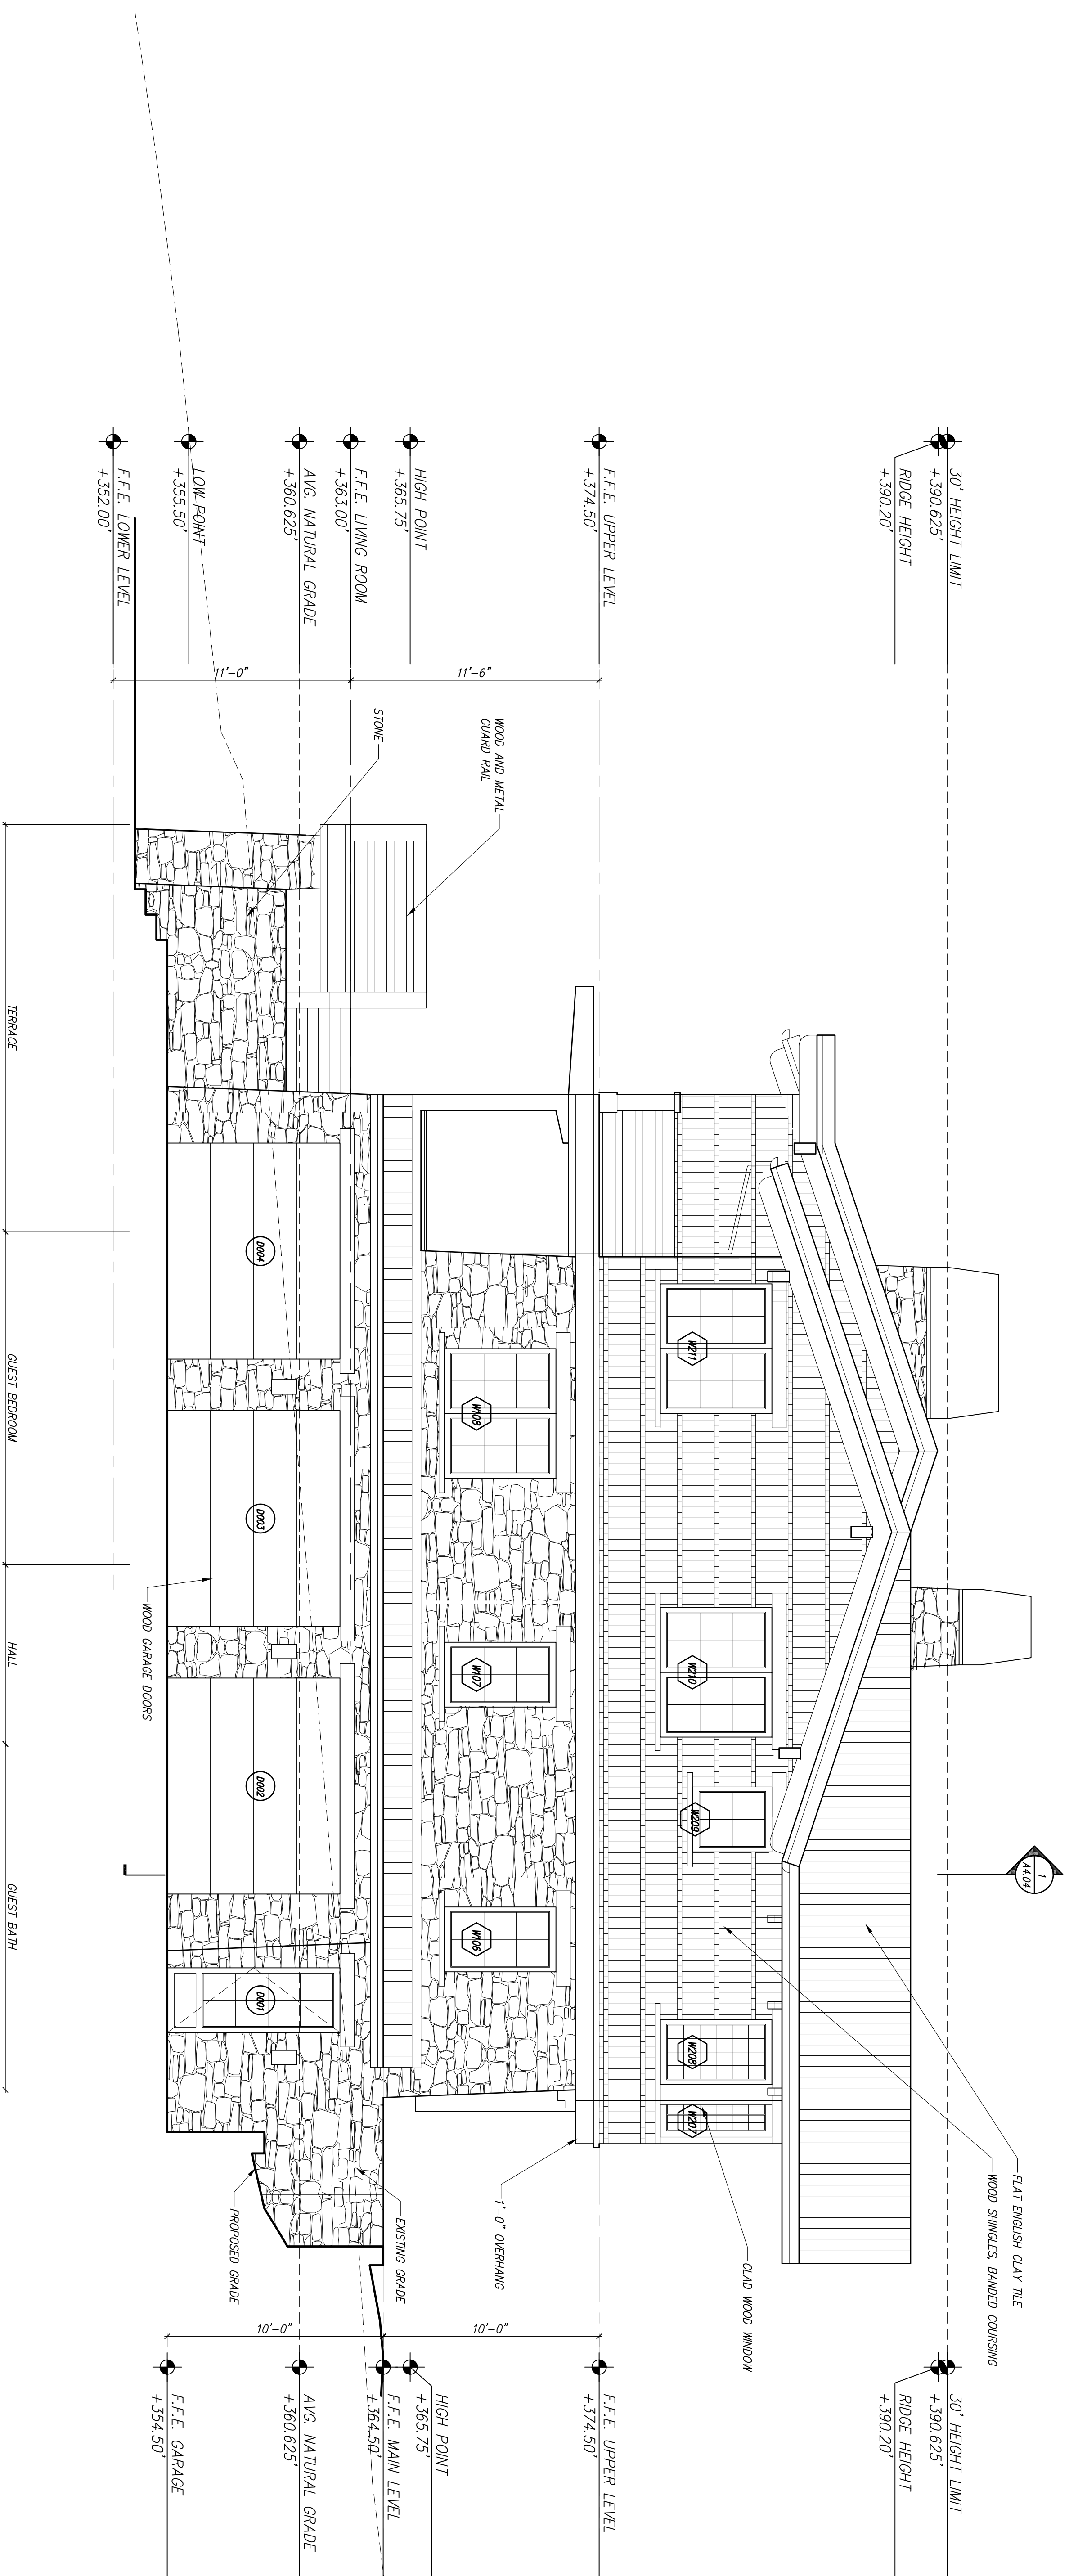 1
A4.04
FLAT ENGLISH CLAY TILE
WOOD SHINGLES, BANDED COURSING
30' HEIGHT LIMIT
+390.625'
RIDGE HEIGHT
+390.20'
30' HEIGHT LIMIT
+390.625'
RIDGE HEIGHT
+390.20'
CLAD WOOD WINDOW
W211
W210
W209
W208
W207
F.F.E. UPPER LEVEL
+374.50'
F.F.E. UPPER LEVEL
+374.50'
1'-0" OVERHANG
WOOD AND METAL
GUARD RAIL
11'-6"
10'-0"
W108
W107
W106
HIGH POINT
+365.75'
HIGH POINT
+365.75'
STONE
EXISTING GRADE
F.F.E. LIVING ROOM
+363.00'
F.F.E. MAIN LEVEL
+364.50'
AVG. NATURAL GRADE
+360.625'
AVG. NATURAL GRADE
+360.625'
11'-0"
10'-0"
D004
D003
D002
D001
PROPOSED GRADE
LOW POINT
+355.50'
F.F.E. GARAGE
+354.50'
WOOD GARAGE DOORS
F.F.E. LOWER LEVEL
+352.00'
TERRACE
GUEST BEDROOM
HALL
GUEST BATH